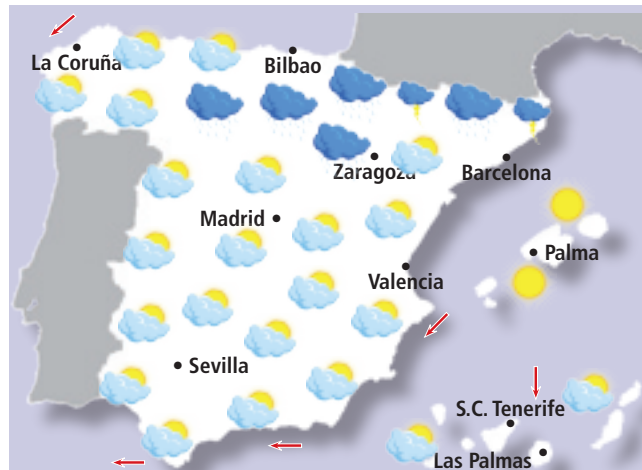 La Coruña
Bilbao
Zaragoza
Barcelona
Madrid
Palma
Valencia
Sevilla
S.C. Tenerife
Las Palmas